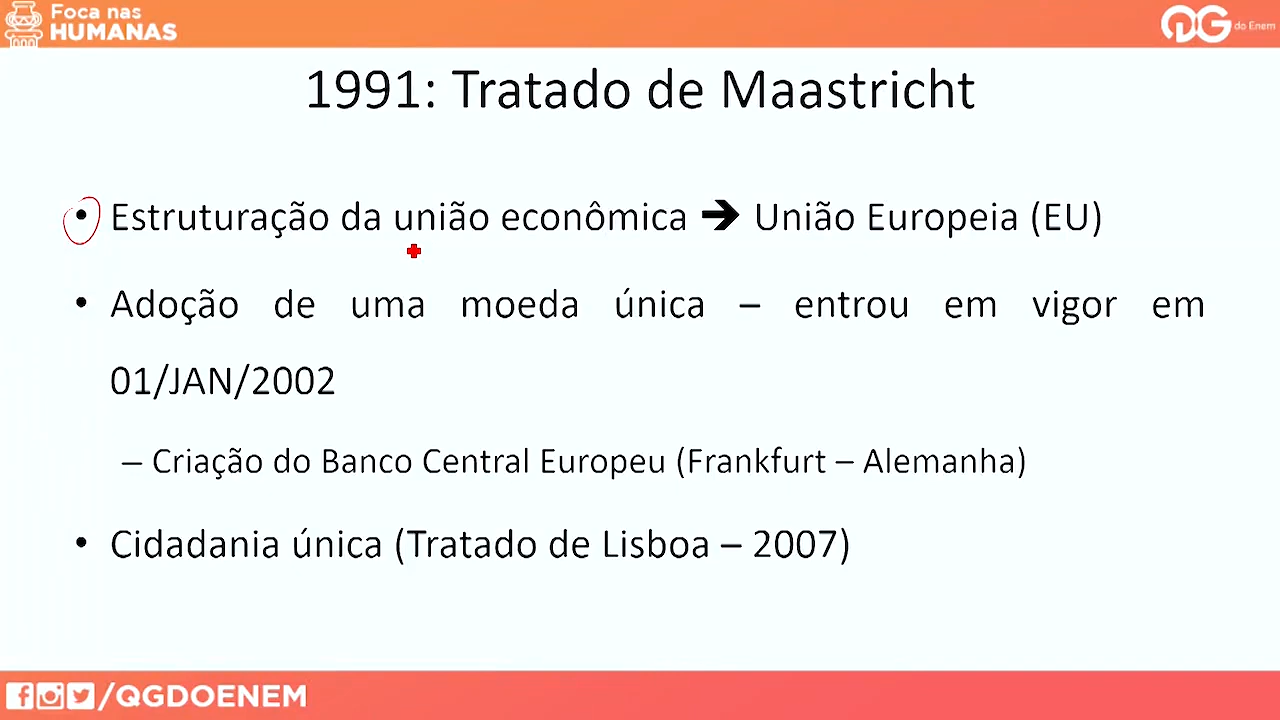 Foca nas
HUMANAS
QG do Enem
1991: Tratado de Maastricht
• Estruturação da união econômica ➔ União Europeia (EU)
• Adoção de uma moeda única – entrou em vigor em
01/JAN/2002
– Criação do Banco Central Europeu (Frankfurt – Alemanha)
• Cidadania única (Tratado de Lisboa – 2007)
/QGDOENEM